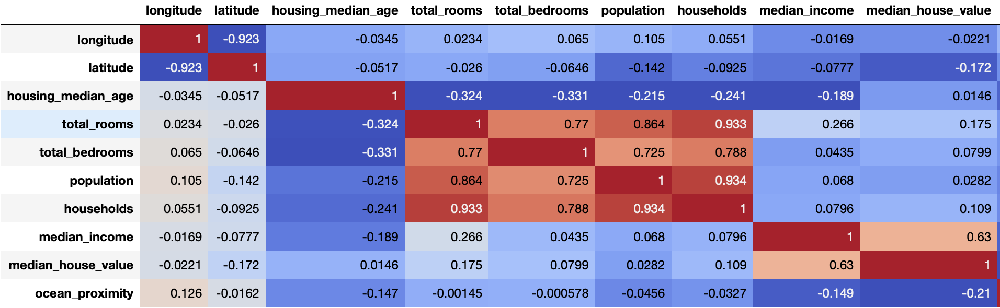 longitude latitude housing_median_age total_rooms total_bedrooms population households median_income median_house_value
longitude 1 -0.923 -0.0345 0.0234 0.065 0.105 0.0551 -0.0169 -0.0221
latitude -0.923 1 -0.0517 -0.026 -0.0646 -0.142 -0.0925 -0.0777 -0.172
housing_median_age -0.0345 -0.0517 1 -0.324 -0.331 -0.215 -0.241 -0.189 0.0146
total_rooms 0.0234 -0.026 -0.324 1 0.77 0.864 0.933 0.266 0.175
total_bedrooms 0.065 -0.0646 -0.331 0.77 1 0.725 0.788 0.0435 0.0799
population 0.105 -0.142 -0.215 0.864 0.725 1 0.934 0.068 0.0282
households 0.0551 -0.0925 -0.241 0.933 0.788 0.934 1 0.0796 0.109
median_income -0.0169 -0.0777 -0.189 0.266 0.0435 0.068 0.0796 1 0.63
median_house_value -0.0221 -0.172 0.0146 0.175 0.0799 0.0282 0.109 0.63 1
ocean_proximity 0.126 -0.0162 -0.147 -0.00145 -0.000578 -0.0456 -0.0327 -0.149 -0.21